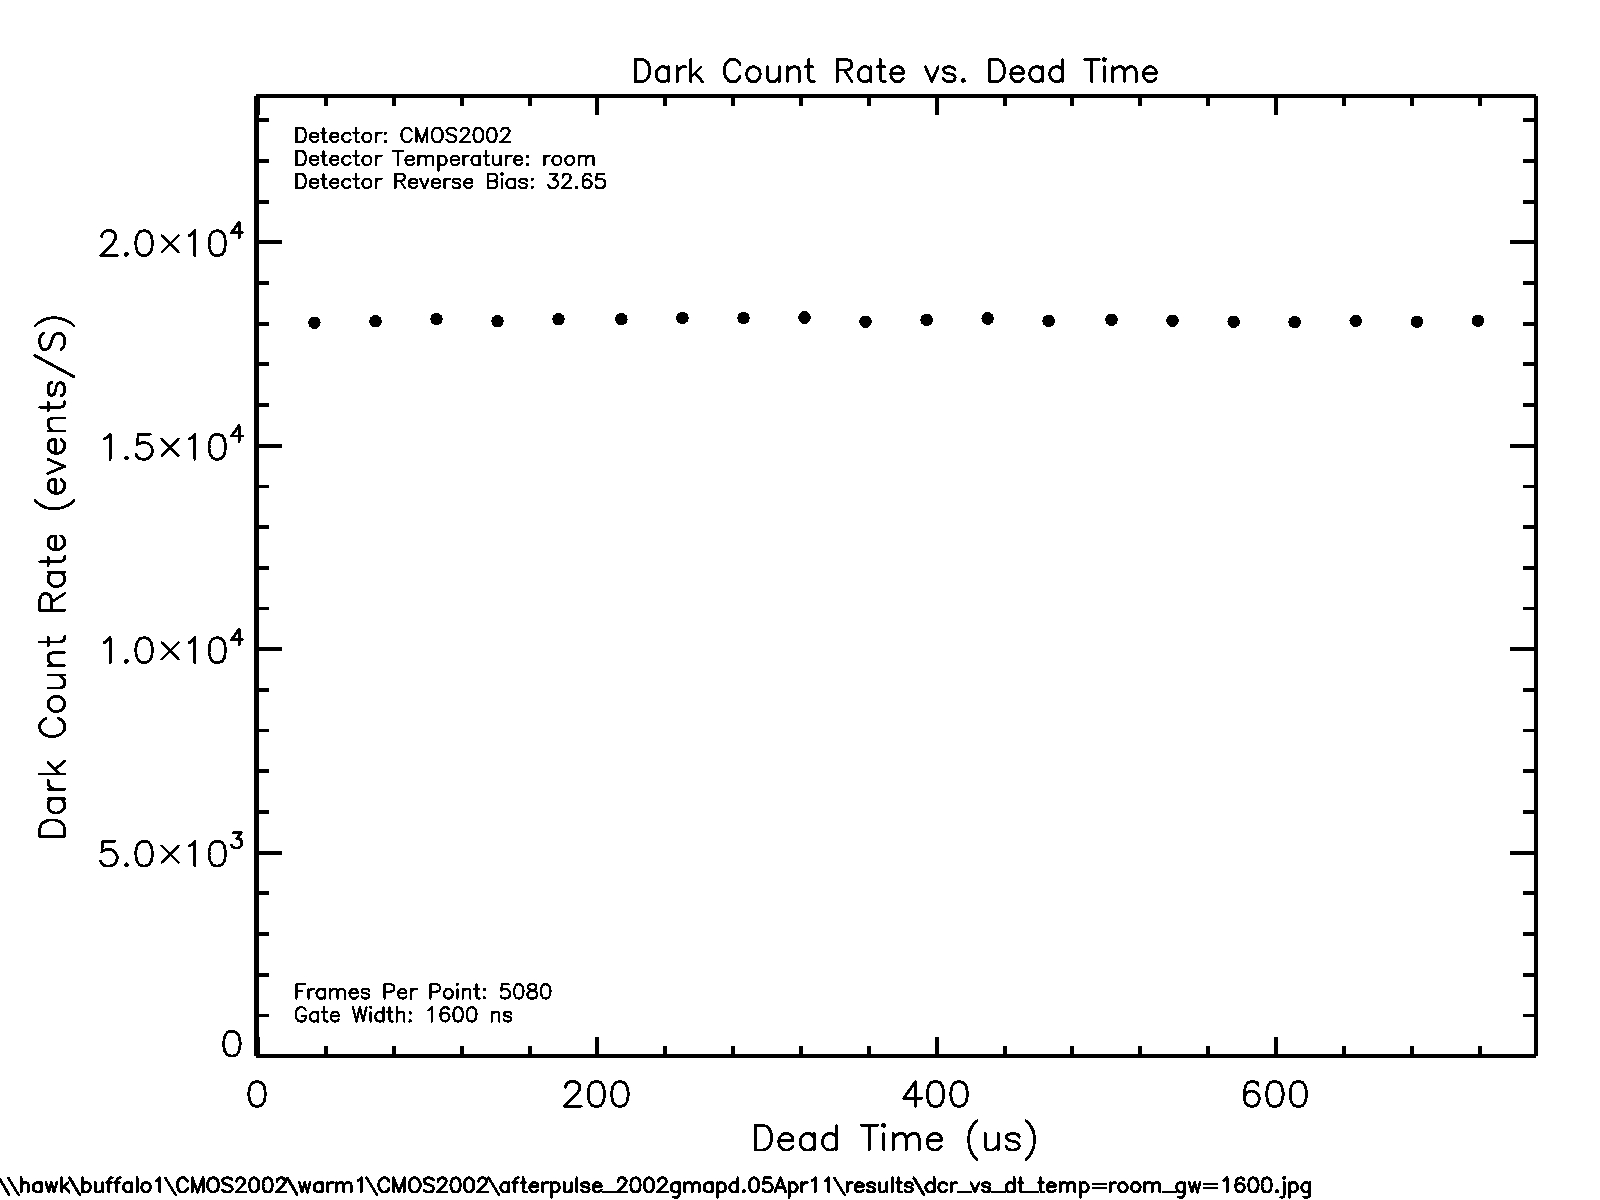 Dark Count Rate vs. Dead Time
Detector: CMOS2002
Detector Temperature: room
Detector Reverse Bias: 32.65
2.0×10⁴
1.5×10⁴
1.0×10⁴
5.0×10³
0
Dark Count Rate (events/S)
Frames Per Point: 5080
Gate Width: 1600 ns
0 200 400 600
Dead Time (us)
\\hawk\buffalo1\CMOS2002\warm1\CMOS2002\afterpulse_2002gmapd.05Apr11\results\dcr_vs_dt_temp=room_gw=1600.jpg